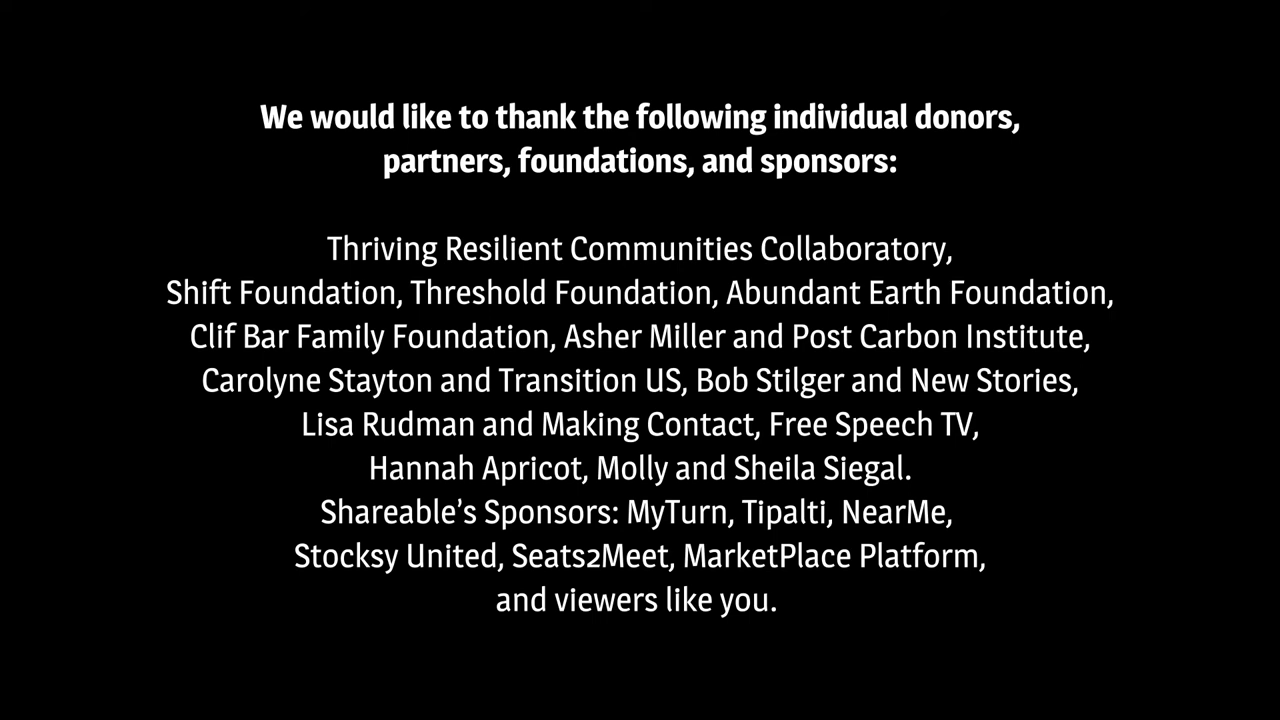 We would like to thank the following individual donors,
partners, foundations, and sponsors:
Thriving Resilient Communities Collaboratory,
Shift Foundation, Threshold Foundation, Abundant Earth Foundation,
Clif Bar Family Foundation, Asher Miller and Post Carbon Institute,
Carolyne Stayton and Transition US, Bob Stilger and New Stories,
Lisa Rudman and Making Contact, Free Speech TV,
Hannah Apricot, Molly and Sheila Siegal.
Shareable’s Sponsors: MyTurn, Tipalti, NearMe,
Stocksy United, Seats2Meet, MarketPlace Platform,
and viewers like you.